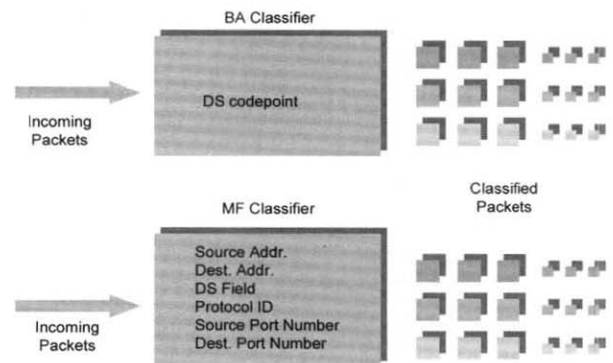 BA Classifier
DS codepoint
Incoming
Packets
Classified
Packets
MF Classifier
Source Addr.
Dest. Addr.
DS Field
Protocol ID
Source Port Number
Dest. Port Number
Incoming
Packets